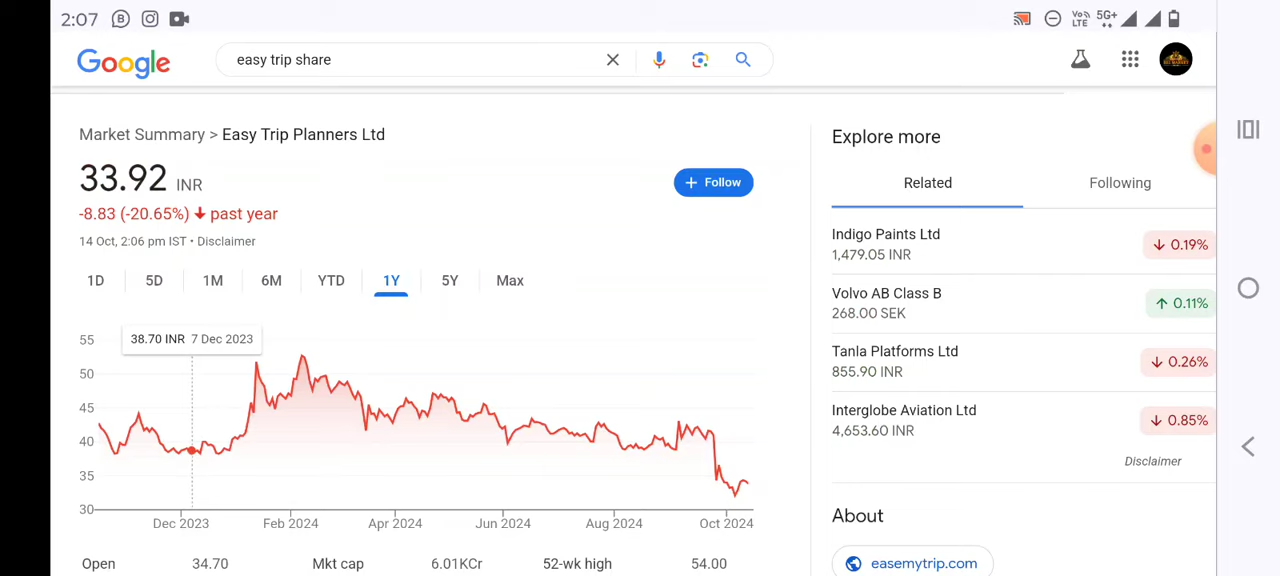 2:07
VoLTE 5G+
Google
easy trip share
Market Summary > Easy Trip Planners Ltd
33.92 INR
+ Follow
-8.83 (-20.65%) ↓ past year
14 Oct, 2:06 pm IST • Disclaimer
1D 5D 1M 6M YTD 1Y 5Y Max
38.70 INR 7 Dec 2023
55
50
45
40
35
30
Dec 2023 Feb 2024 Apr 2024 Jun 2024 Aug 2024 Oct 2024
Open 34.70 Mkt cap 6.01KCr 52-wk high 54.00
Explore more
Related Following
Indigo Paints Ltd
1,479.05 INR
↓ 0.19%
Volvo AB Class B
268.00 SEK
↑ 0.11%
Tanla Platforms Ltd
855.90 INR
↓ 0.26%
Interglobe Aviation Ltd
4,653.60 INR
↓ 0.85%
Disclaimer
About
easemytrip.com